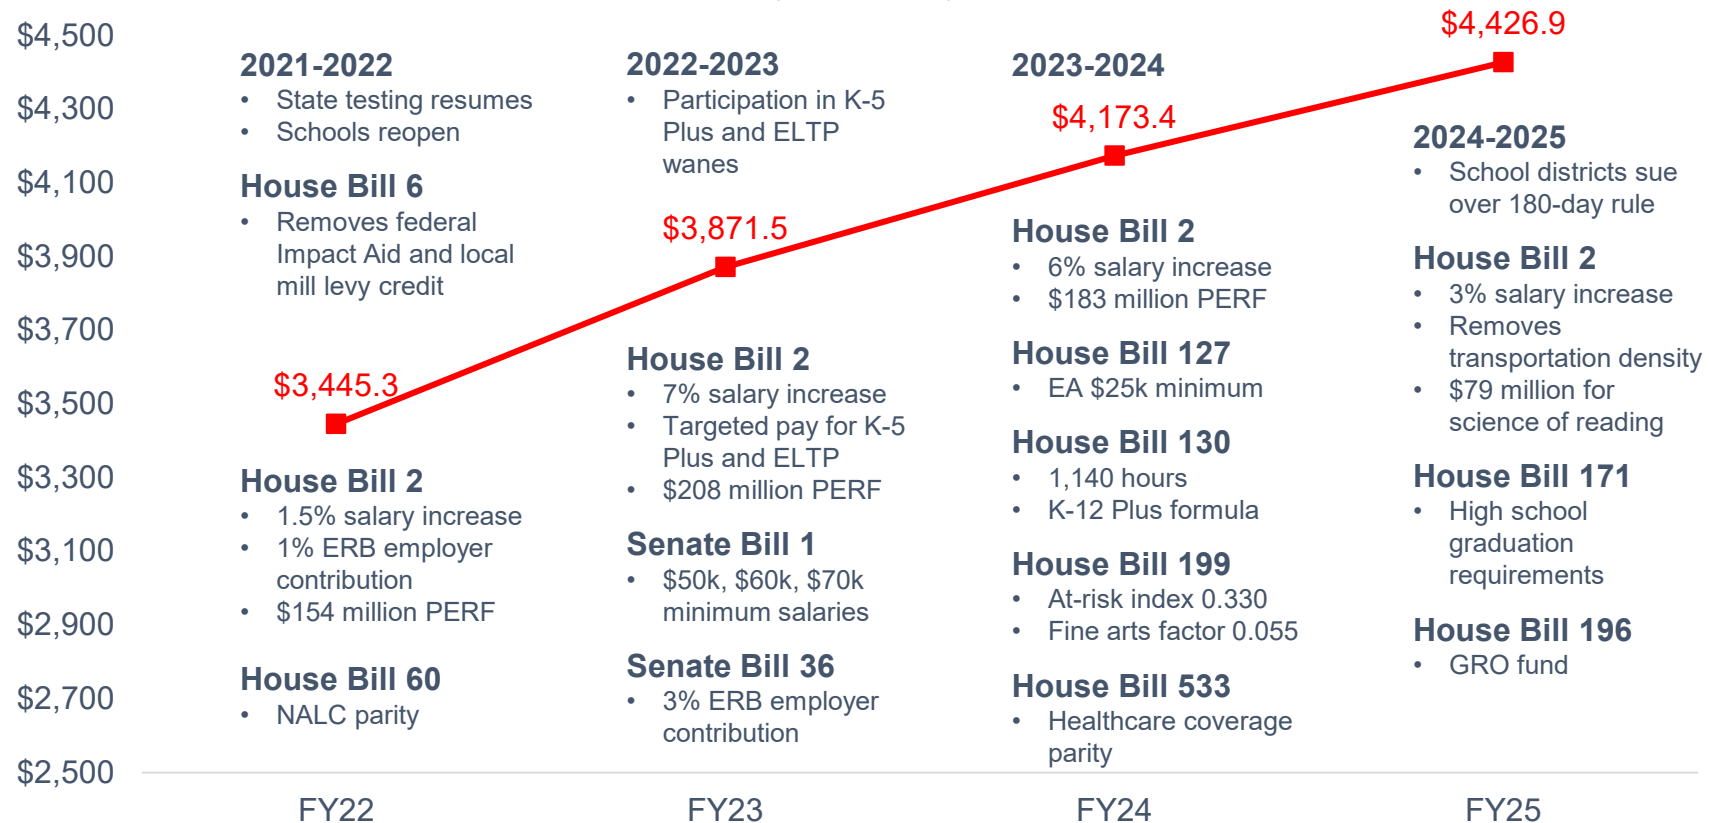 $4,500
$4,300
$4,100
$3,900
$3,700
$3,500
$3,300
$3,100
$2,900
$2,700
$2,500
2021-2022
• State testing resumes
• Schools reopen
House Bill 6
• Removes federal
Impact Aid and local
mill levy credit
$3,445.3
House Bill 2
• 1.5% salary increase
• 1% ERB employer
contribution
• $154 million PERF
House Bill 60
• NALC parity
FY22
2022-2023
• Participation in K-5
Plus and ELTP
wanes
$3,871.5
House Bill 2
• 7% salary increase
• Targeted pay for K-5
Plus and ELTP
• $208 million PERF
Senate Bill 1
• $50k, $60k, $70k
minimum salaries
Senate Bill 36
• 3% ERB employer
contribution
FY23
2023-2024
$4,173.4
House Bill 2
• 6% salary increase
• $183 million PERF
House Bill 127
• EA $25k minimum
House Bill 130
• 1,140 hours
• K-12 Plus formula
House Bill 199
• At-risk index 0.330
• Fine arts factor 0.055
House Bill 533
• Healthcare coverage
parity
FY24
$4,426.9
2024-2025
• School districts sue
over 180-day rule
House Bill 2
• 3% salary increase
• Removes
transportation density
• $79 million for
science of reading
House Bill 171
• High school
graduation
requirements
House Bill 196
• GRO fund
FY25